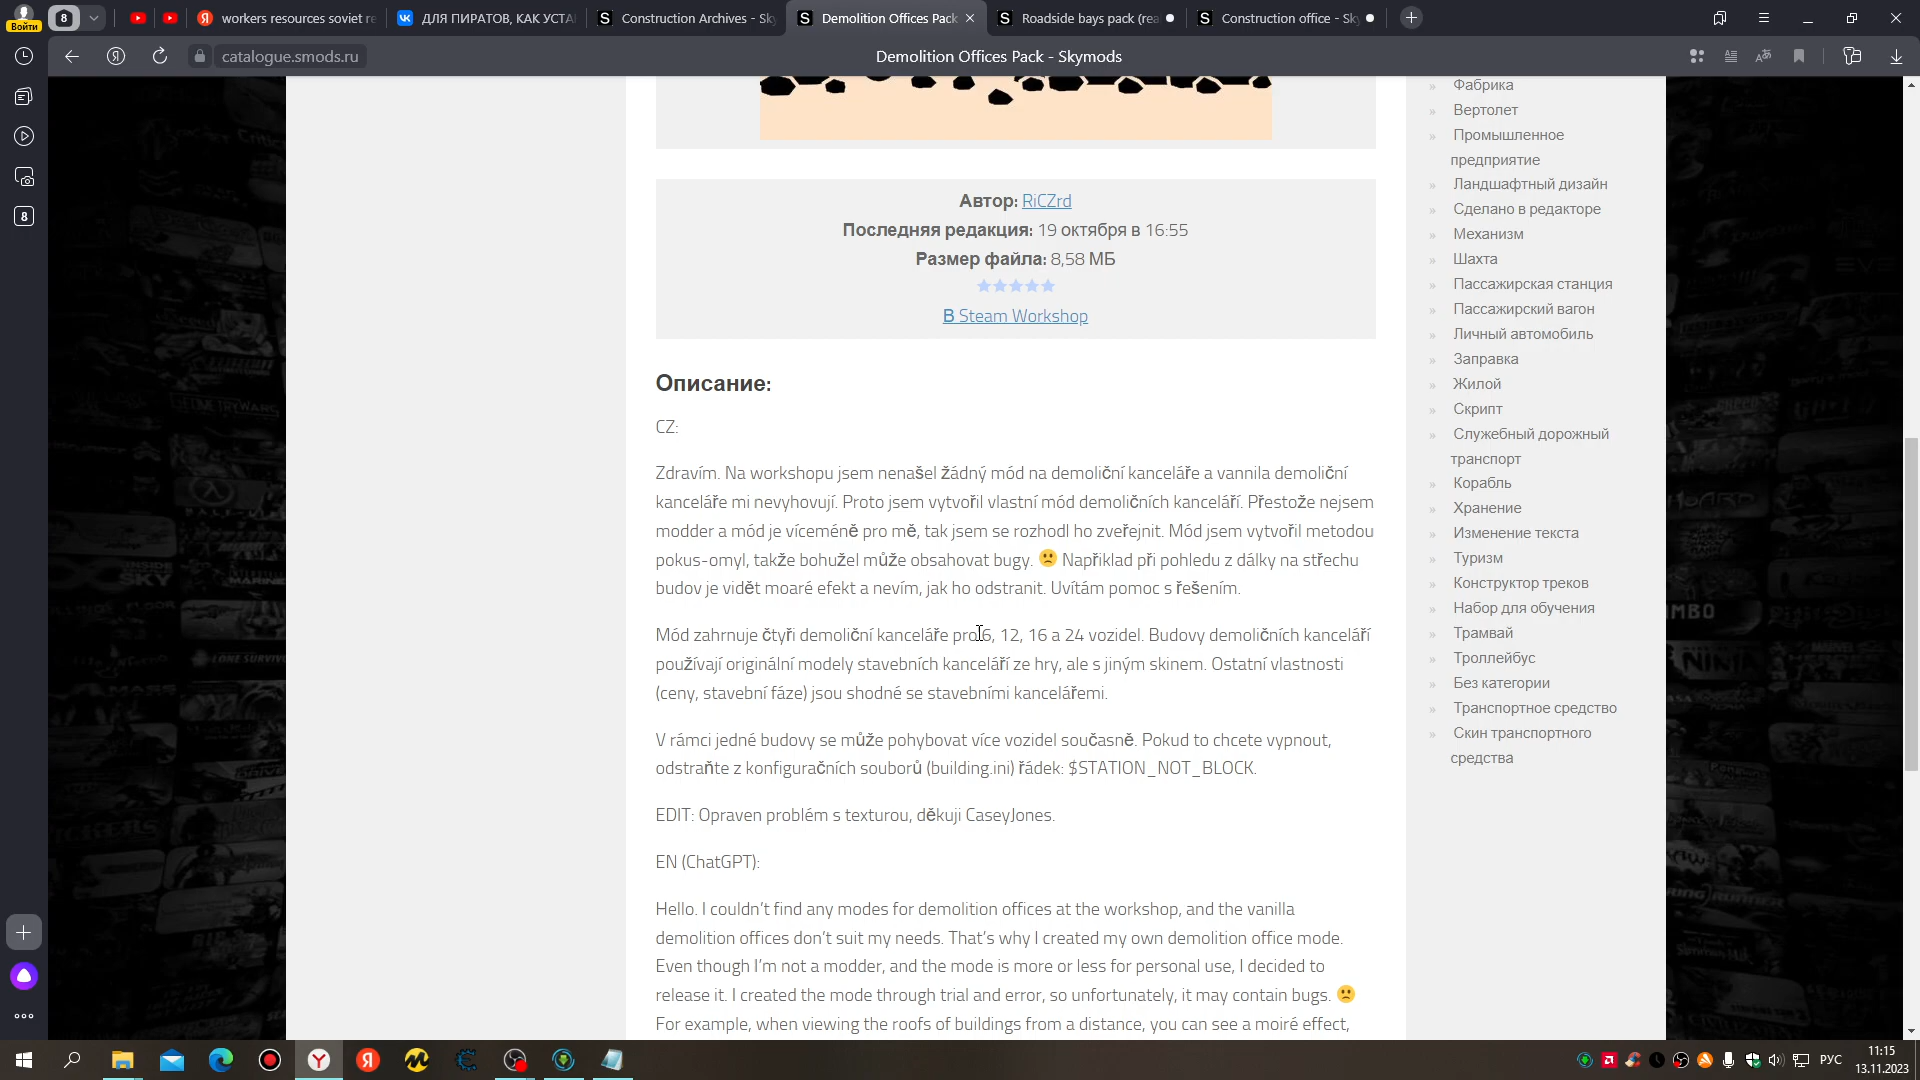 Войти
8
workers resources soviet re
ДЛЯ ПИРАТОВ, КАК УСТА
Construction Archives - Sk
Demolition Offices Pack
Roadside bays pack (rea
Construction office - Sk
catalogue.smods.ru
Demolition Offices Pack - Skymods
8
Автор: RiCZrd
Последняя редакция: 19 октября в 16:55
Размер файла: 8,58 МБ
В Steam Workshop
Описание:
CZ:
Zdravím. Na workshopu jsem nenašel žádný mód na demoliční kanceláře a vannila demoliční
kanceláře mi nevyhovují. Proto jsem vytvořil vlastní mód demoličních kanceláří. Přestože nejsem
modder a mód je víceméně pro mě, tak jsem se rozhodl ho zveřejnit. Mód jsem vytvořil metodou
pokus-omyl, takže bohužel může obsahovat bugy. 🙁 Například při pohledu z dálky na střechu
budov je vidět moaré efekt a nevím, jak ho odstranit. Uvítám pomoc s řešením.
Mód zahrnuje čtyři demoliční kanceláře pro 6, 12, 16 a 24 vozidel. Budovy demoličních kanceláří
používají originální modely stavebních kanceláří ze hry, ale s jiným skinem. Ostatní vlastnosti
(ceny, stavební fáze) jsou shodné se stavebními kancelářemi.
V rámci jedné budovy se může pohybovat více vozidel současně. Pokud to chcete vypnout,
odstraňte z konfiguračních souborů (building.ini) řádek: $STATION_NOT_BLOCK.
EDIT: Opraven problém s texturou, děkuji CaseyJones.
EN (ChatGPT):
Hello. I couldn't find any modes for demolition offices at the workshop, and the vanilla
demolition offices don't suit my needs. That's why I created my own demolition office mode.
Even though I'm not a modder, and the mode is more or less for personal use, I decided to
release it. I created the mode through trial and error, so unfortunately, it may contain bugs. 🙁
For example, when viewing the roofs of buildings from a distance, you can see a moiré effect,
» Фабрика
» Вертолет
» Промышленное
предприятие
» Ландшафтный дизайн
» Сделано в редакторе
» Механизм
» Шахта
» Пассажирская станция
» Пассажирский вагон
» Личный автомобиль
» Заправка
» Жилой
» Скрипт
» Служебный дорожный
транспорт
» Корабль
» Хранение
» Изменение текста
» Туризм
» Конструктор треков
» Набор для обучения
» Трамвай
» Троллейбус
» Без категории
» Транспортное средство
» Скин транспортного
средства
РУС
11:15
13.11.2023